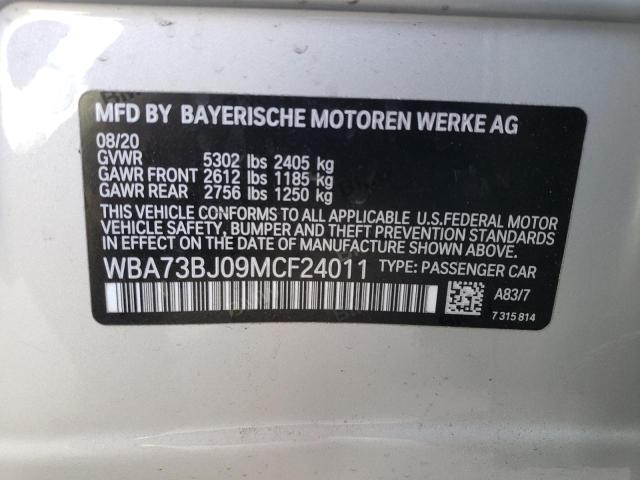 MFD BY BAYERISCHE MOTOREN WERKE AG
08/20
GVWR 5302 lbs 2405 kg
GAWR FRONT 2612 lbs 1185 kg
GAWR REAR 2756 lbs 1250 kg
THIS VEHICLE CONFORMS TO ALL APPLICABLE U.S.FEDERAL MOTOR
VEHICLE SAFETY, BUMPER, AND THEFT PREVENTION STANDARDS
IN EFFECT ON THE DATE OF MANUFACTURE SHOWN ABOVE.
WBA73BJ09MCF24011 TYPE: PASSENGER CAR
A83/7
7 315 814